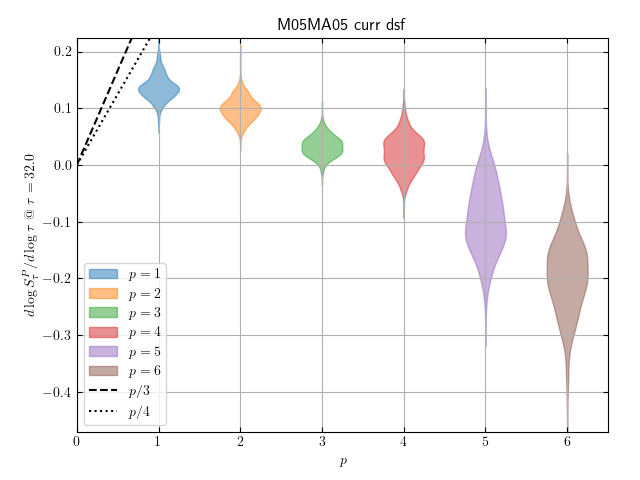 M05MA05 curr dsf
d log S_τ^P / d log τ @ τ = 32.0
0.2
0.1
0.0
−0.1
−0.2
−0.3
−0.4
p = 1
p = 2
p = 3
p = 4
p = 5
p = 6
p/3
p/4
0 1 2 3 4 5 6
p